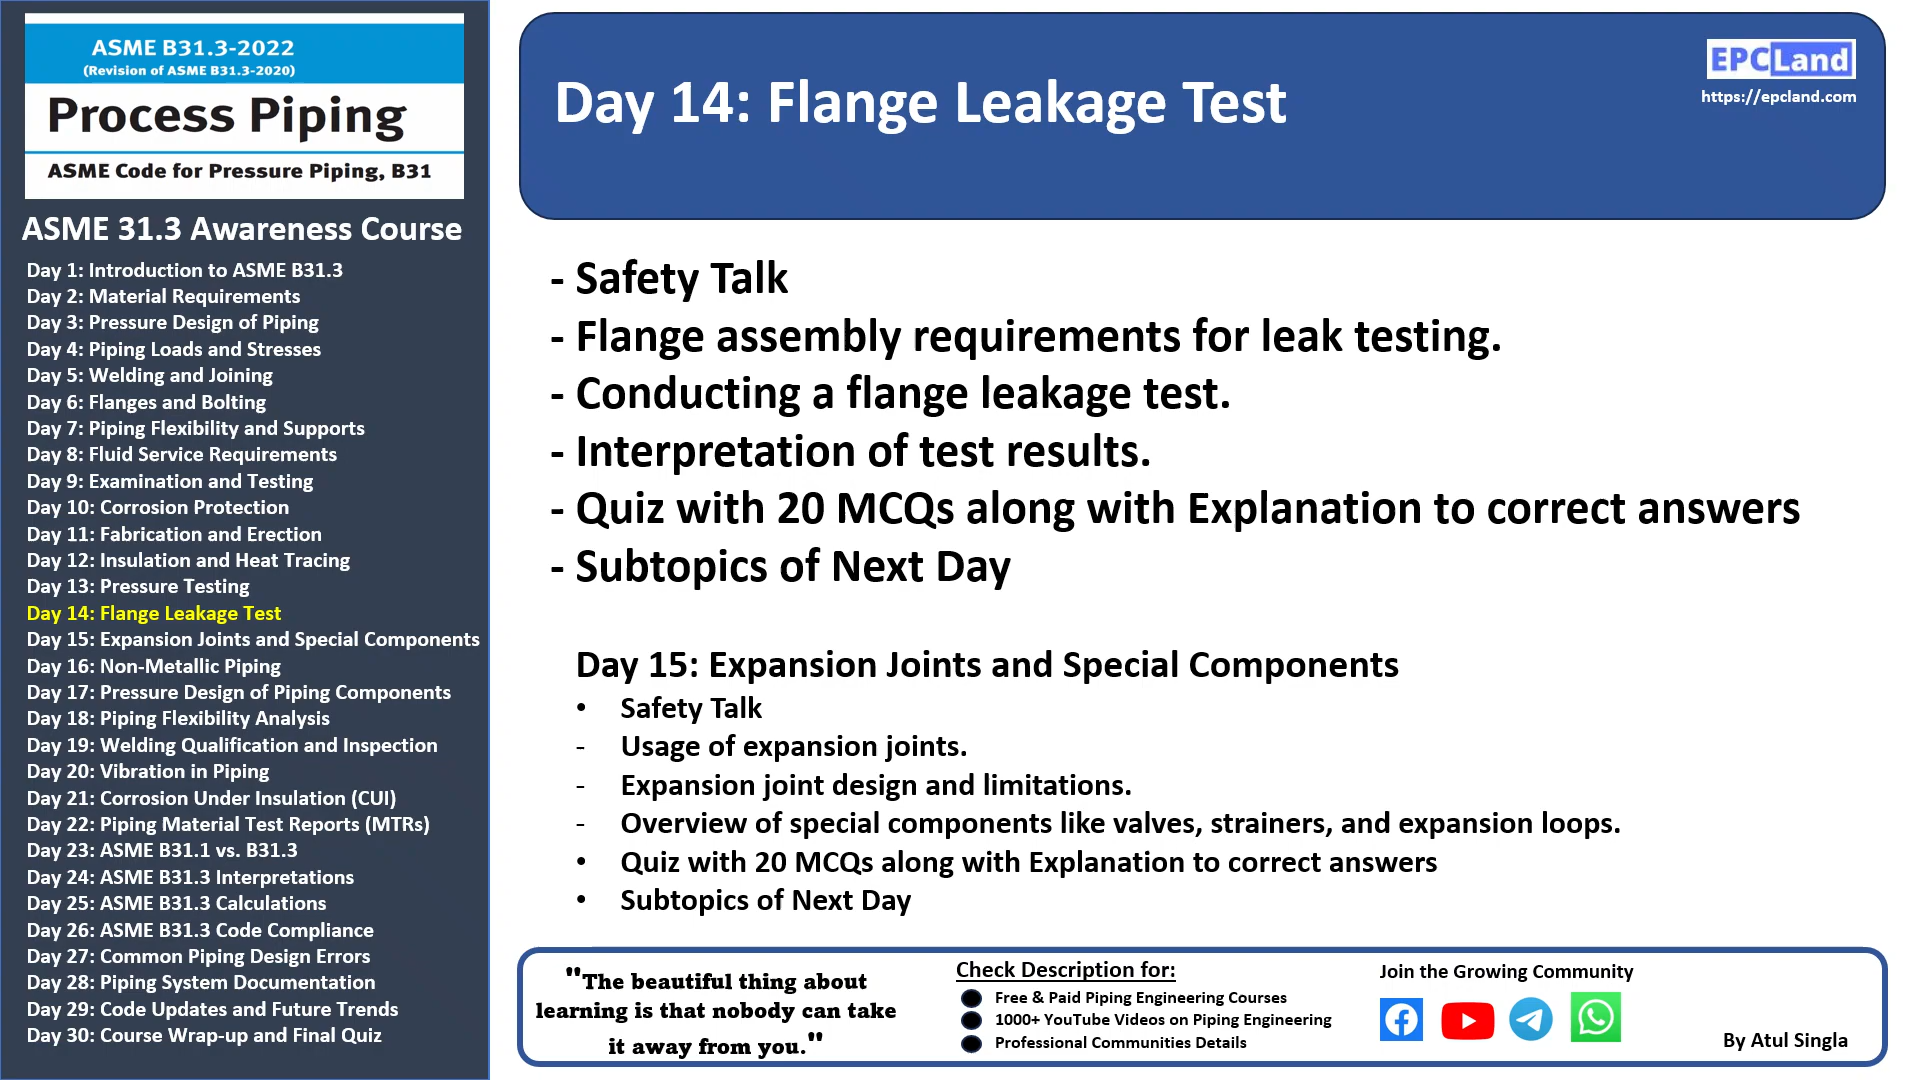 ASME B31.3-2022
(Revision of ASME B31.3-2020)
Process Piping
ASME Code for Pressure Piping, B31
ASME 31.3 Awareness Course
Day 1: Introduction to ASME B31.3
Day 2: Material Requirements
Day 3: Pressure Design of Piping
Day 4: Piping Loads and Stresses
Day 5: Welding and Joining
Day 6: Flanges and Bolting
Day 7: Piping Flexibility and Supports
Day 8: Fluid Service Requirements
Day 9: Examination and Testing
Day 10: Corrosion Protection
Day 11: Fabrication and Erection
Day 12: Insulation and Heat Tracing
Day 13: Pressure Testing
Day 14: Flange Leakage Test
Day 15: Expansion Joints and Special Components
Day 16: Non-Metallic Piping
Day 17: Pressure Design of Piping Components
Day 18: Piping Flexibility Analysis
Day 19: Welding Qualification and Inspection
Day 20: Vibration in Piping
Day 21: Corrosion Under Insulation (CUI)
Day 22: Piping Material Test Reports (MTRs)
Day 23: ASME B31.1 vs. B31.3
Day 24: ASME B31.3 Interpretations
Day 25: ASME B31.3 Calculations
Day 26: ASME B31.3 Code Compliance
Day 27: Common Piping Design Errors
Day 28: Piping System Documentation
Day 29: Code Updates and Future Trends
Day 30: Course Wrap-up and Final Quiz
Day 14: Flange Leakage Test
EPCLand
https://epcland.com
- Safety Talk
- Flange assembly requirements for leak testing.
- Conducting a flange leakage test.
- Interpretation of test results.
- Quiz with 20 MCQs along with Explanation to correct answers
- Subtopics of Next Day
Day 15: Expansion Joints and Special Components
• Safety Talk
- Usage of expansion joints.
- Expansion joint design and limitations.
- Overview of special components like valves, strainers, and expansion loops.
• Quiz with 20 MCQs along with Explanation to correct answers
• Subtopics of Next Day
"The beautiful thing about
learning is that nobody can take
it away from you."
Check Description for:
Free & Paid Piping Engineering Courses
1000+ YouTube Videos on Piping Engineering
Professional Communities Details
Join the Growing Community
By Atul Singla